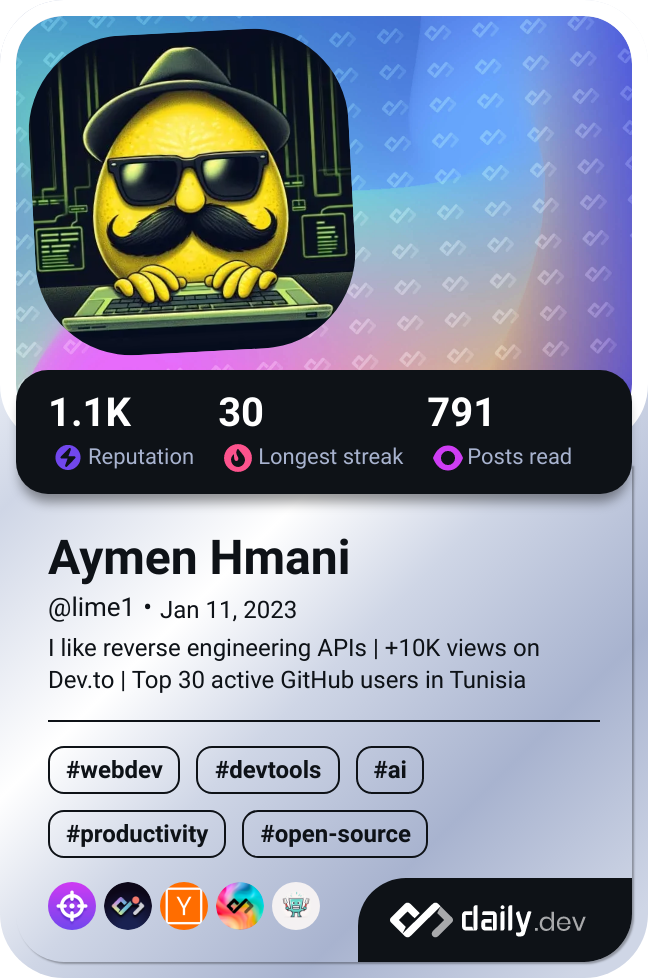 1.1K 30 791
Reputation Longest streak Posts read
Aymen Hmani
@lime1 • Jan 11, 2023
I like reverse engineering APIs | +10K views on
Dev.to | Top 30 active GitHub users in Tunisia
#webdev #devtools #ai
#productivity #open-source
Y
daily.dev